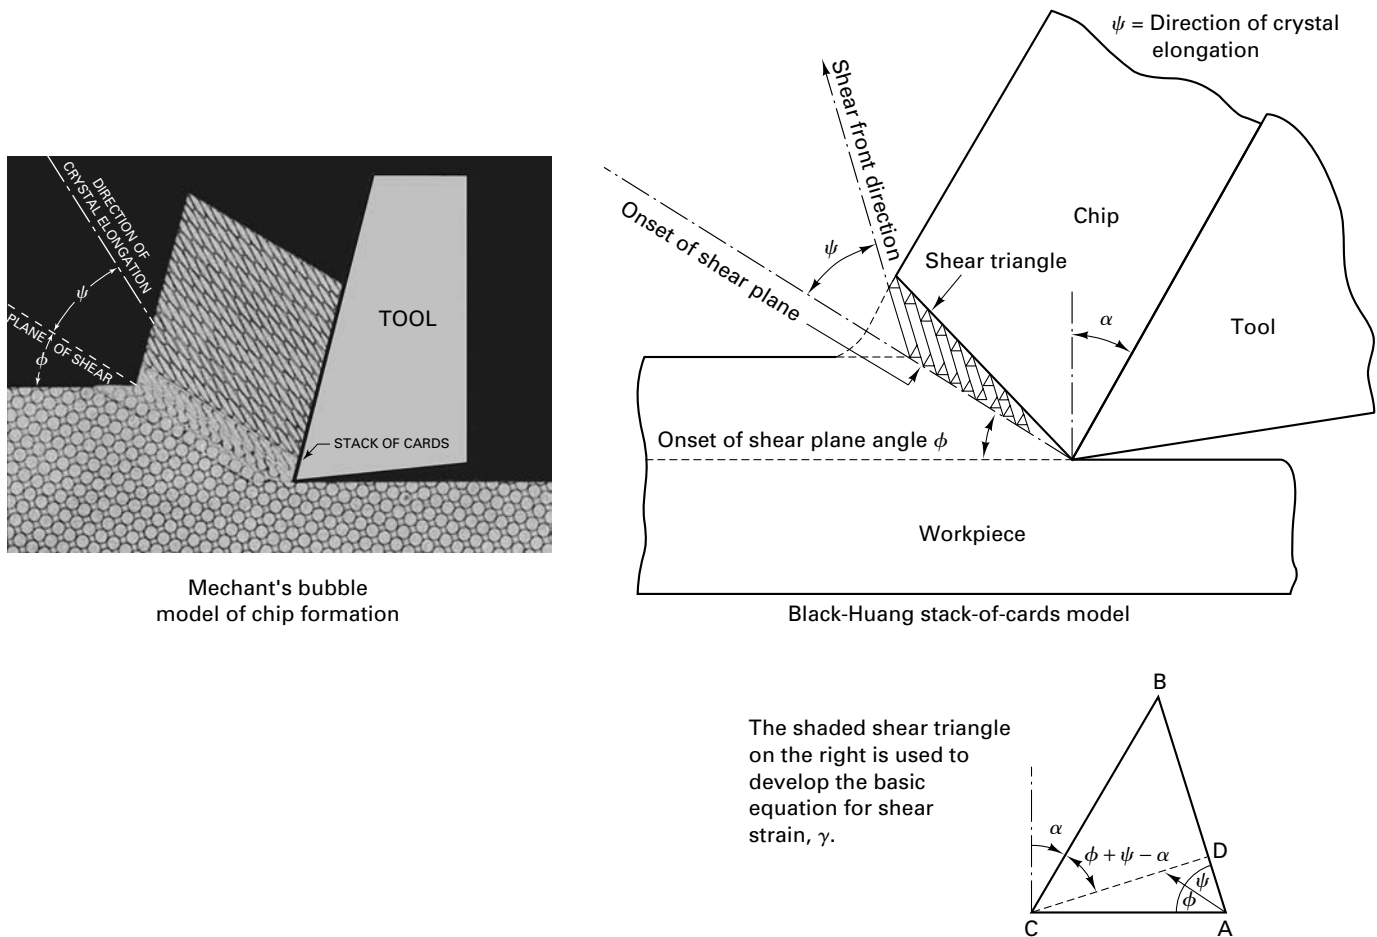 ψ = Direction of crystal
elongation
Shear front direction
Onset of shear plane
ψ
Shear triangle
Chip
α
Tool
Onset of shear plane angle ϕ
Workpiece
Black-Huang stack-of-cards model
DIRECTION OF
CRYSTAL ELONGATION
ψ
PLANE OF SHEAR
ϕ
TOOL
STACK OF CARDS
Mechant's bubble
model of chip formation
The shaded shear triangle
on the right is used to
develop the basic
equation for shear
strain, γ.
B
α
ϕ + ψ − α
D
ψ
ϕ
C
A